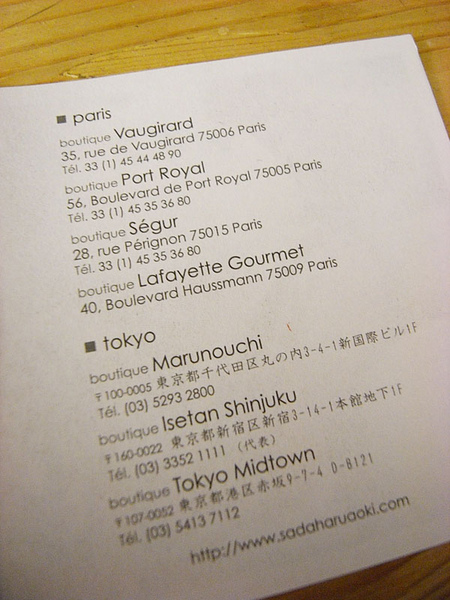 ■ paris
boutique Vaugirard
35, rue de Vaugirard 75006 Paris
Tél. 33 (1) 45 44 48 90
boutique Port Royal
56, Boulevard de Port Royal 75005 Paris
Tél. 33 (1) 45 35 36 80
boutique Ségur
28, rue Pérignon 75015 Paris
Tél. 33 (1) 45 35 36 80
boutique Lafayette Gourmet
40, Boulevard Haussmann 75009 Paris
■ tokyo
boutique Marunouchi
〒100-0005 東京都千代田区丸の内3-4-1新国際ビル1F
Tél. (03) 5293 2800
boutique Isetan Shinjuku
〒160-0022 東京都新宿区新宿3-14-1本館地下1F
Tél. (03) 3352 1111 (代表)
boutique Tokyo Midtown
〒107-0052 東京都港区赤坂9-7-4 D-B121
Tél. (03) 5413 7112
http://www.sadaharuaoki.com